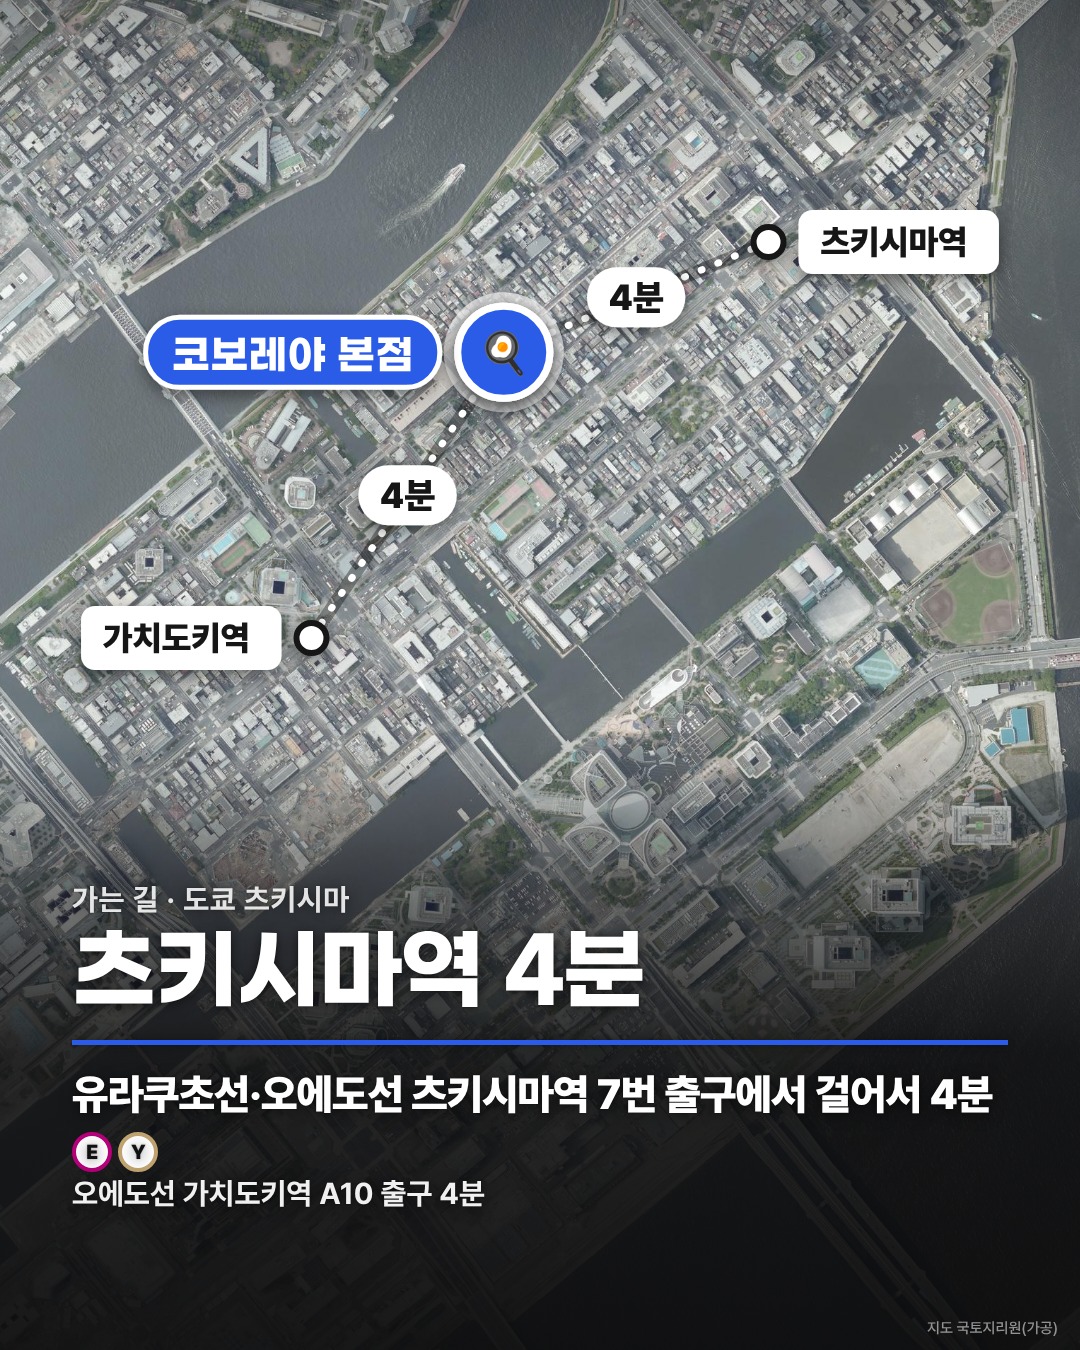 츠키시마역
4분
코보레야 본점
4분
가치도키역
가는 길 · 도쿄 츠키시마
츠키시마역 4분
유라쿠초선·오에도선 츠키시마역 7번 출구에서 걸어서 4분
E Y
오에도선 가치도키역 A10 출구 4분
지도 국토지리원(가공)